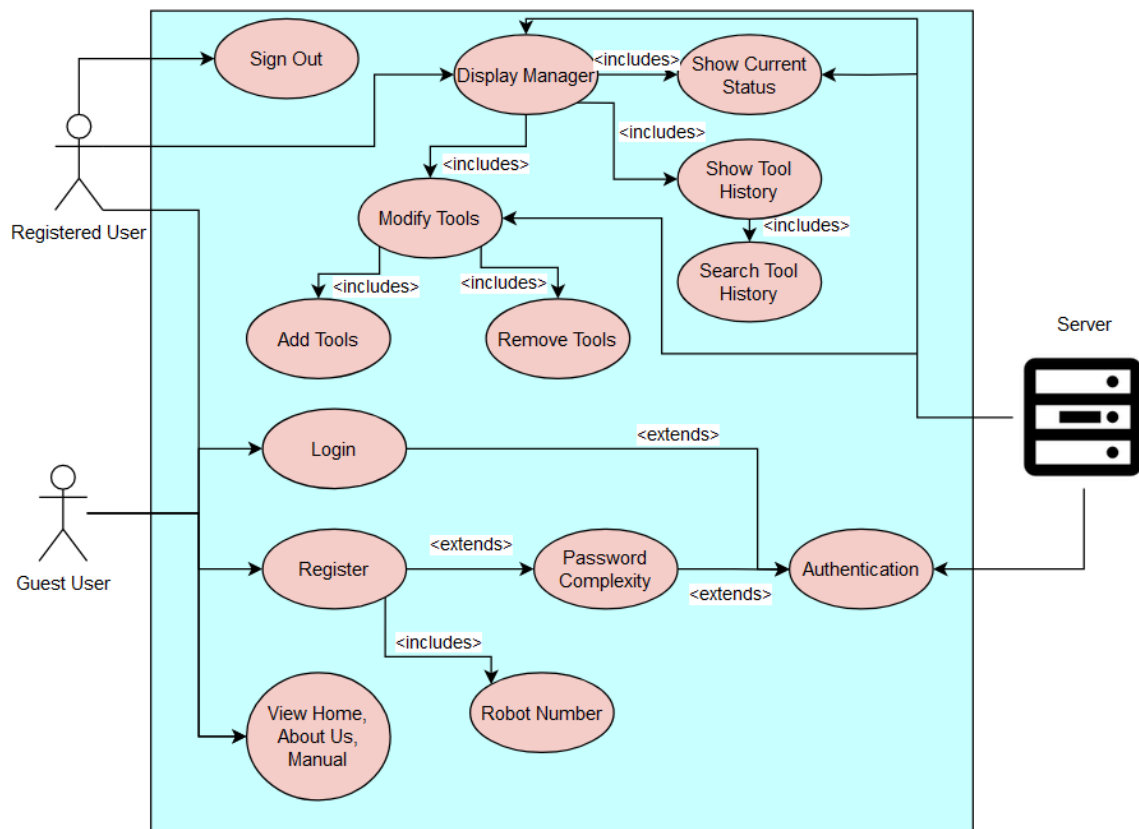 Sign Out
Display Manager
<includes>
Show Current
Status
<includes>
<includes>
Show Tool
History
Registered User
Modify Tools
<includes>
Search Tool
History
<includes>
<includes>
Add Tools
Remove Tools
Server
Login
<extends>
Guest User
Register
<extends>
Password
Complexity
<extends>
Authentication
<includes>
Robot Number
View Home,
About Us,
Manual